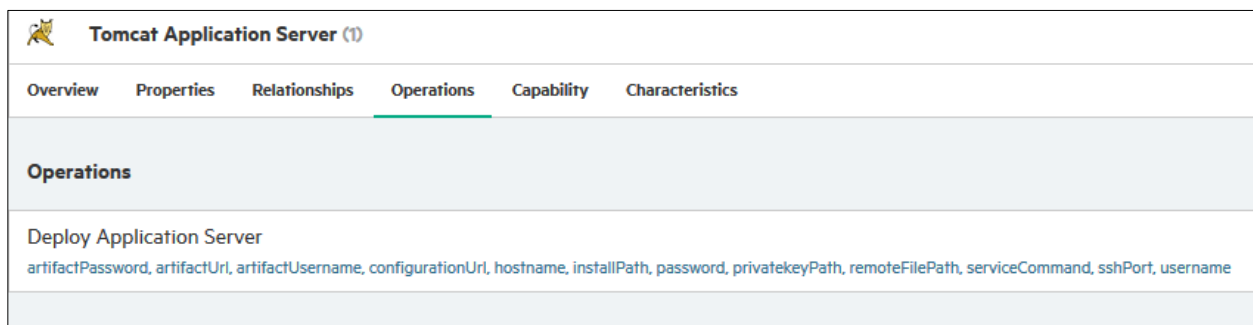 Tomcat Application Server (1)
Overview Properties Relationships Operations Capability Characteristics
Operations
Deploy Application Server
artifactPassword, artifactUrl, artifactUsername, configurationUrl, hostname, installPath, password, privatekeyPath, remoteFilePath, serviceCommand, sshPort, username